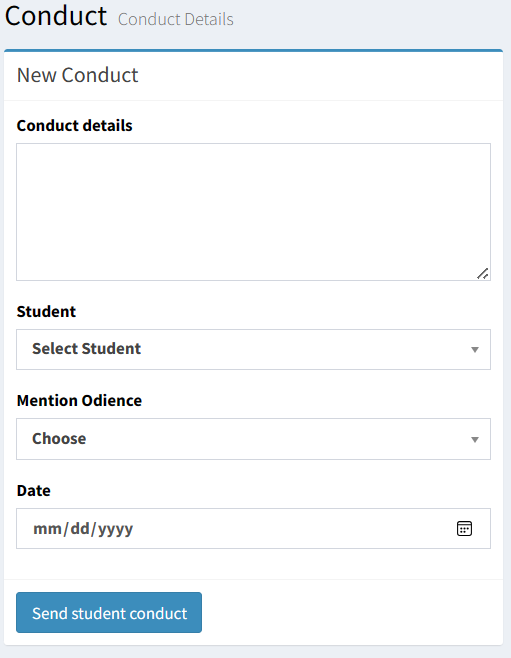 Conduct Conduct Details
New Conduct
Conduct details
Student
Select Student
Mention Odience
Choose
Date
mm/dd/yyyy
Send student conduct